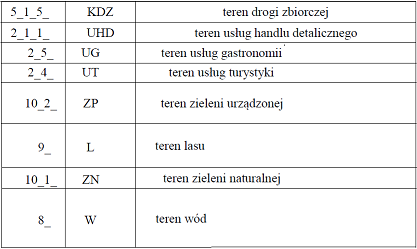 5_1_5_ KDZ teren drogi zbiorczej
2_1_1_ UHD teren usług handlu detalicznego
2_5_ UG teren usług gastronomii
2_4_ UT teren usług turystyki
10_2_ ZP teren zieleni urządzonej
9_ L teren lasu
10_1_ ZN teren zieleni naturalnej
8_ W teren wód